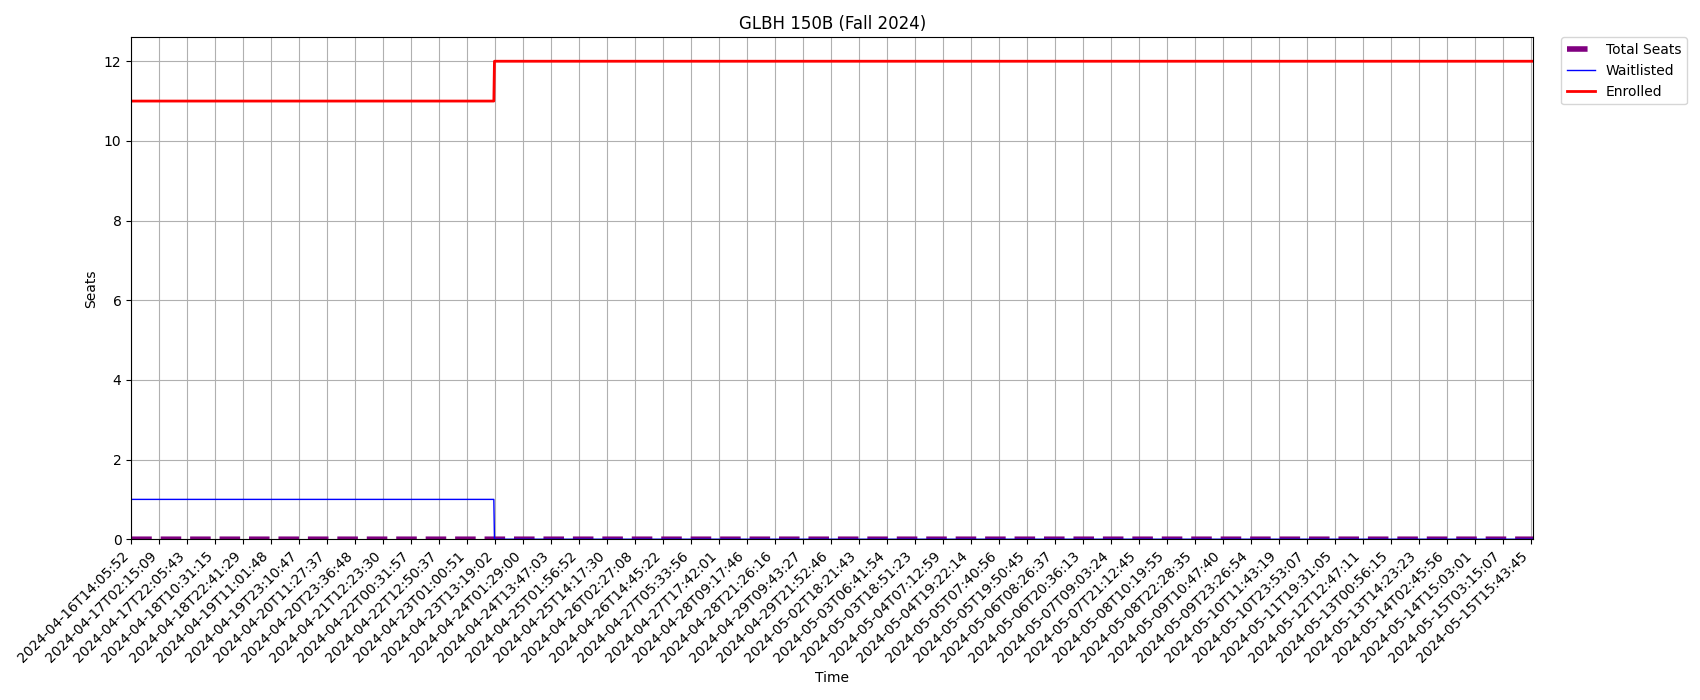 GLBH 150B (Fall 2024)
Total Seats
Waitlisted
Enrolled
Seats
12
10
8
6
4
2
0
2024-04-16T14:05:52
2024-04-17T02:15:09
2024-04-17T22:05:43
2024-04-18T10:31:15
2024-04-18T22:41:29
2024-04-19T11:01:48
2024-04-19T23:10:47
2024-04-20T11:27:37
2024-04-20T23:36:48
2024-04-21T12:23:30
2024-04-22T00:31:57
2024-04-22T12:50:37
2024-04-23T01:00:51
2024-04-23T13:19:02
2024-04-24T01:29:00
2024-04-24T13:47:03
2024-04-25T01:56:52
2024-04-25T14:17:30
2024-04-26T02:27:08
2024-04-26T14:45:22
2024-04-27T05:33:56
2024-04-27T17:42:01
2024-04-28T09:17:46
2024-04-28T21:26:16
2024-04-29T09:43:27
2024-04-29T21:52:46
2024-05-02T18:21:43
2024-05-03T06:41:54
2024-05-03T18:51:23
2024-05-04T07:12:59
2024-05-04T19:22:14
2024-05-05T07:40:56
2024-05-05T19:50:45
2024-05-06T08:26:37
2024-05-06T20:36:13
2024-05-07T09:03:24
2024-05-07T21:12:45
2024-05-08T10:19:55
2024-05-08T22:28:35
2024-05-09T10:47:40
2024-05-09T23:26:54
2024-05-10T11:43:19
2024-05-10T23:53:07
2024-05-11T19:31:05
2024-05-12T12:47:11
2024-05-13T00:56:15
2024-05-13T14:23:23
2024-05-14T02:45:56
2024-05-14T15:03:01
2024-05-15T03:15:07
2024-05-15T15:43:45
Time